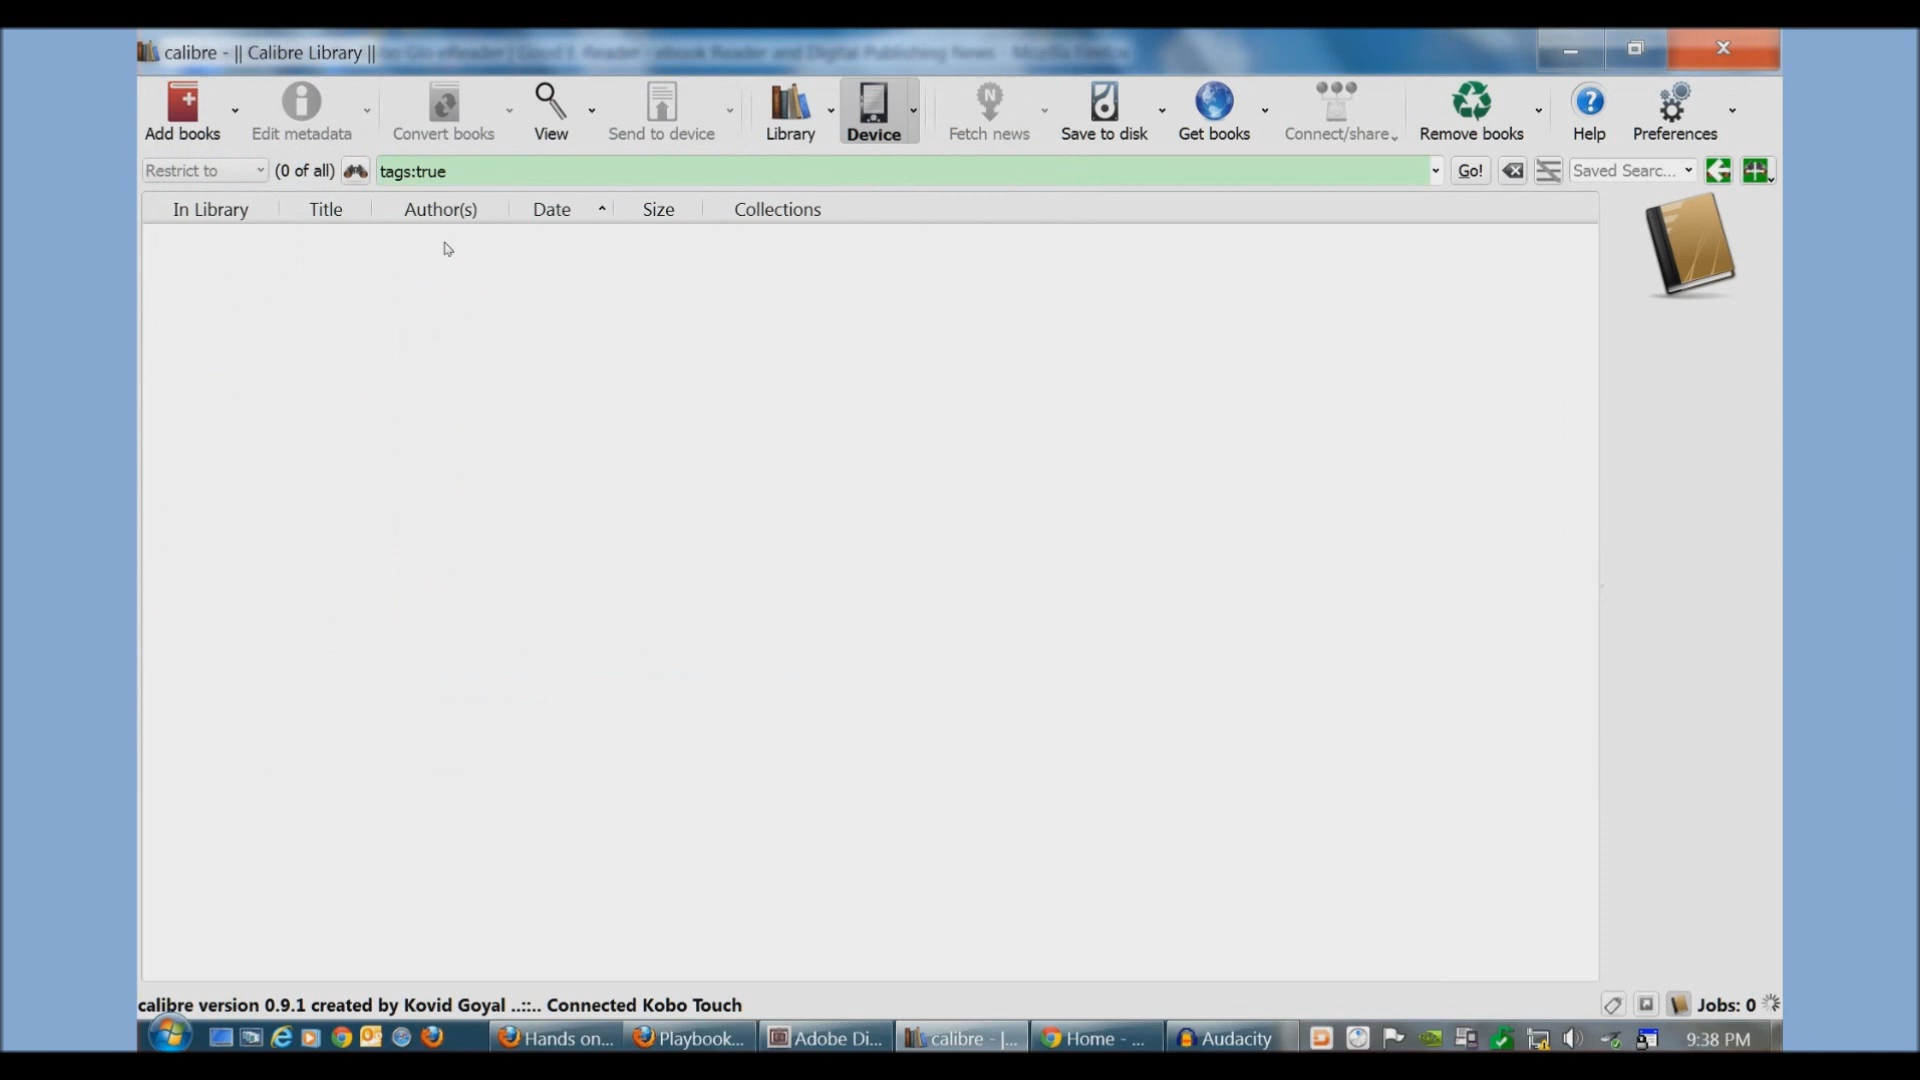 calibre - || Calibre Library ||
Add books Edit metadata Convert books View Send to device Library Device Fetch news Save to disk Get books Connect/share Remove books Help Preferences
Restrict to (0 of all) tags:true Go! Saved Searc...
In Library Title Author(s) Date Size Collections
calibre version 0.9.1 created by Kovid Goyal ..::.. Connected Kobo Touch Jobs: 0
Hands on... Playbook... Adobe Di... calibre - |... Home - ... Audacity 9:38 PM